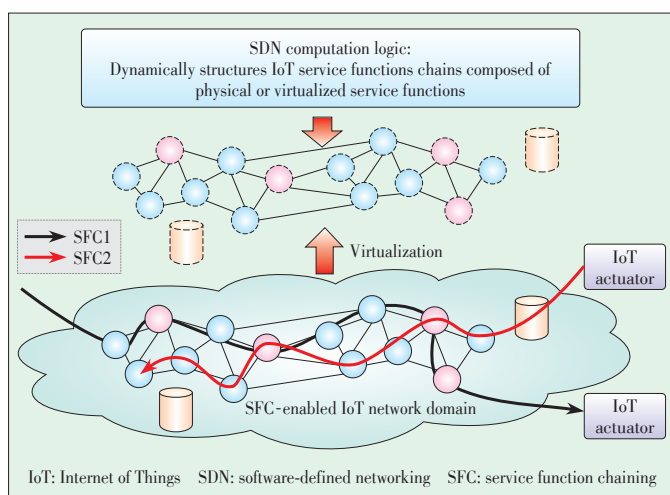 SDN computation logic:
Dynamically structures IoT service functions chains composed of
physical or virtualized service functions
SFC1
SFC2
Virtualization
IoT
actuator
SFC-enabled IoT network domain
IoT
actuator
IoT: Internet of Things SDN: software-defined networking SFC: service function chaining